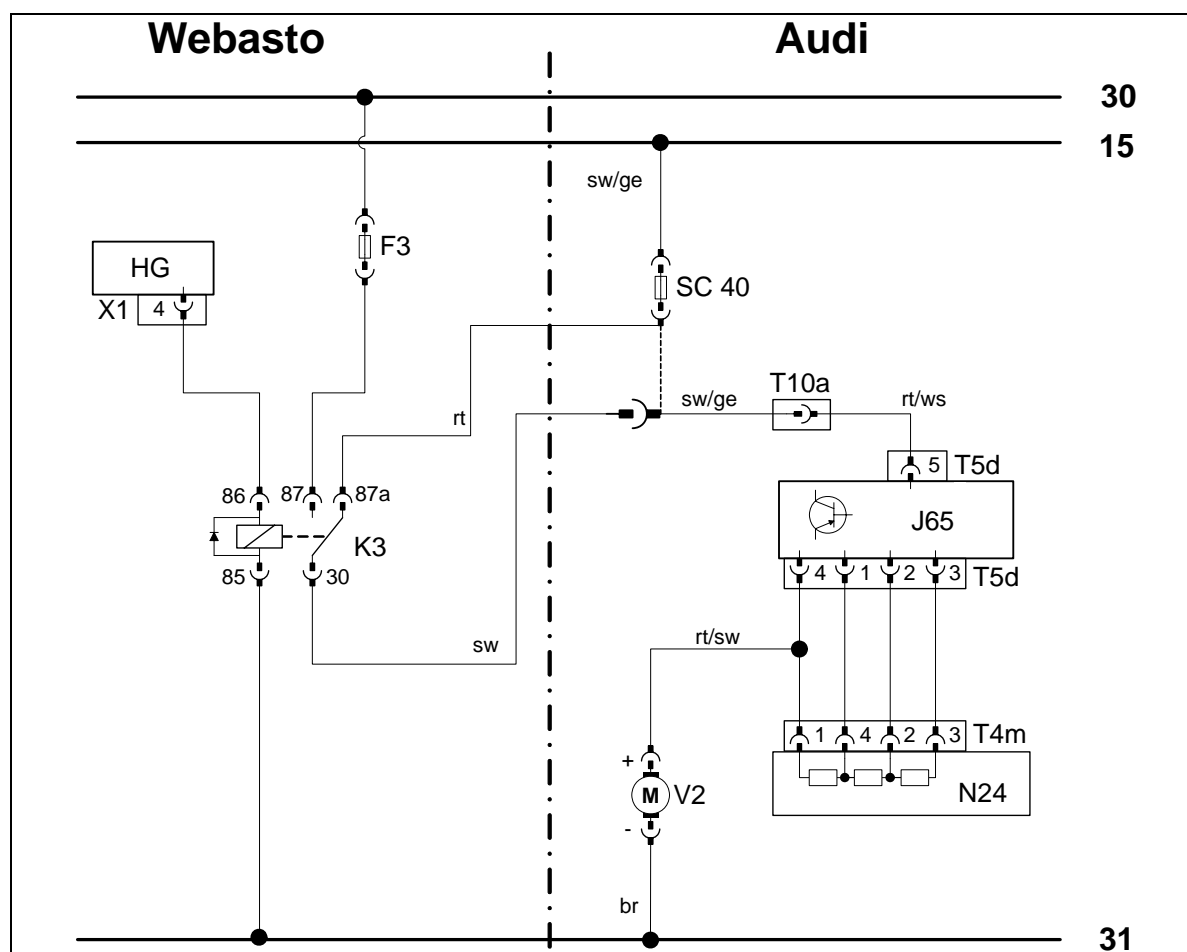 Webasto Audi
30
15
sw/ge
F3
HG
SC 40
X1 4
T10a
sw/ge rt/ws
rt
5 T5d
86 87 87a
J65
K3
85 30
4 1 2 3 T5d
rt/sw
sw
1 4 2 3 T4m
+
M V2
N24
-
br
31